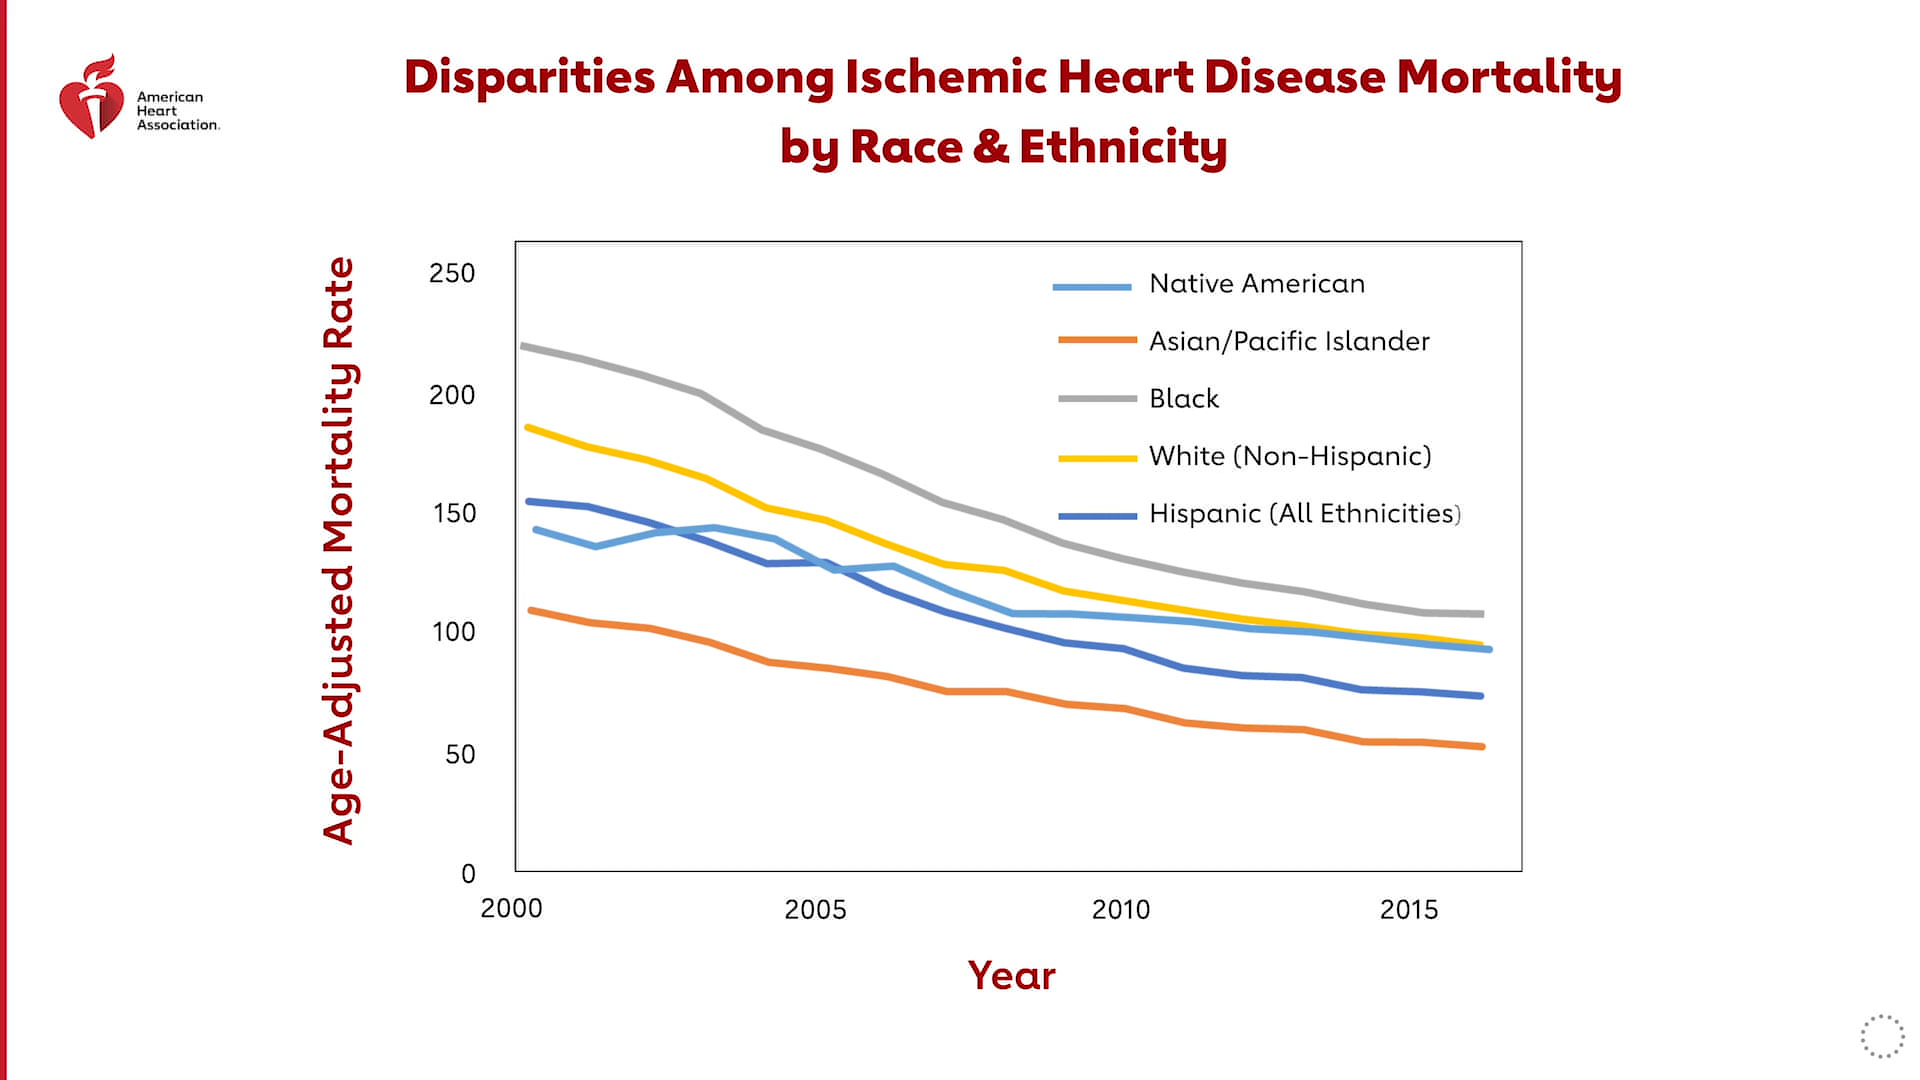 American
Heart
Association.
Disparities Among Ischemic Heart Disease Mortality
by Race & Ethnicity
Age-Adjusted Mortality Rate
250
200
150
100
50
0
Native American
Asian/Pacific Islander
Black
White (Non-Hispanic)
Hispanic (All Ethnicities)
2000
2005
2010
2015
Year